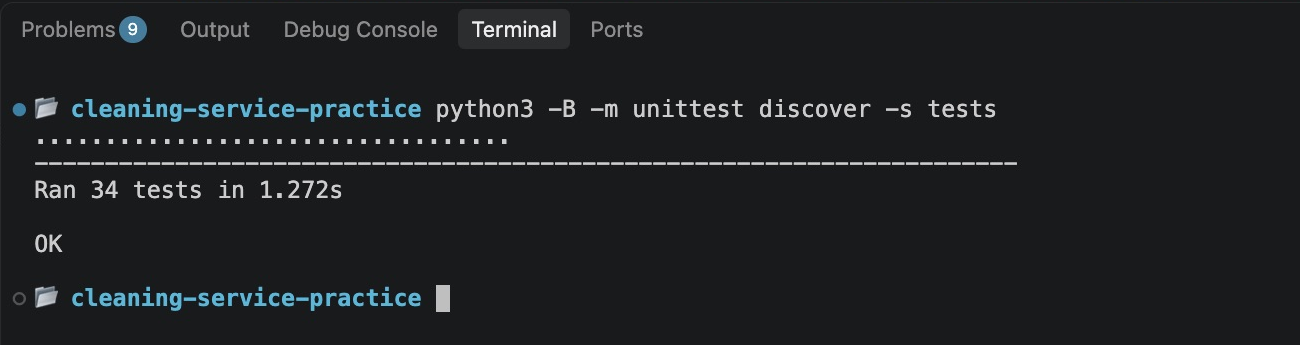 Problems 9 Output Debug Console Terminal Ports
cleaning-service-practice python3 -B -m unittest discover -s tests
..................................
----------------------------------------------------------------------
Ran 34 tests in 1.272s
OK
cleaning-service-practice